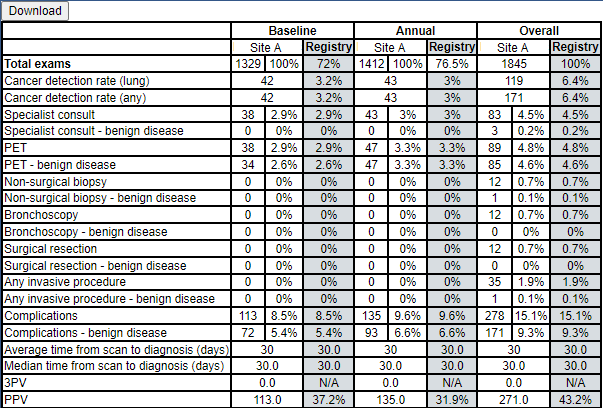 Download
Baseline Annual Overall
Site A Registry Site A Registry Site A Registry
Total exams 1329 100% 72% 1412 100% 76.5% 1845 100%
Cancer detection rate (lung) 42 3.2% 43 3% 119 6.4%
Cancer detection rate (any) 42 3.2% 43 3% 171 6.4%
Specialist consult 38 2.9% 2.9% 43 3% 3% 83 4.5% 4.5%
Specialist consult - benign disease 0 0% 0% 0 0% 0% 3 0.2% 0.2%
PET 38 2.9% 2.9% 47 3.3% 3.3% 89 4.8% 4.8%
PET - benign disease 34 2.6% 2.6% 47 3.3% 3.3% 85 4.6% 4.6%
Non-surgical biopsy 0 0% 0% 0 0% 0% 12 0.7% 0.7%
Non-surgical biopsy - benign disease 0 0% 0% 0 0% 0% 1 0.1% 0.1%
Bronchoscopy 0 0% 0% 0 0% 0% 12 0.7% 0.7%
Bronchoscopy - benign disease 0 0% 0% 0 0% 0% 0 0% 0%
Surgical resection 0 0% 0% 0 0% 0% 12 0.7% 0.7%
Surgical resection - benign disease 0 0% 0% 0 0% 0% 0 0% 0%
Any invasive procedure 0 0% 0% 0 0% 0% 35 1.9% 1.9%
Any invasive procedure - benign disease 0 0% 0% 0 0% 0% 1 0.1% 0.1%
Complications 113 8.5% 8.5% 135 9.6% 9.6% 278 15.1% 15.1%
Complications - benign disease 72 5.4% 5.4% 93 6.6% 6.6% 171 9.3% 9.3%
Average time from scan to diagnosis (days) 30 30.0 30 30.0 30 30.0
Median time from scan to diagnosis (days) 30.0 30.0 30.0 30.0 30.0 30.0
3PV 0.0 N/A 0.0 N/A 0.0 N/A
PPV 113.0 37.2% 135.0 31.9% 271.0 43.2%